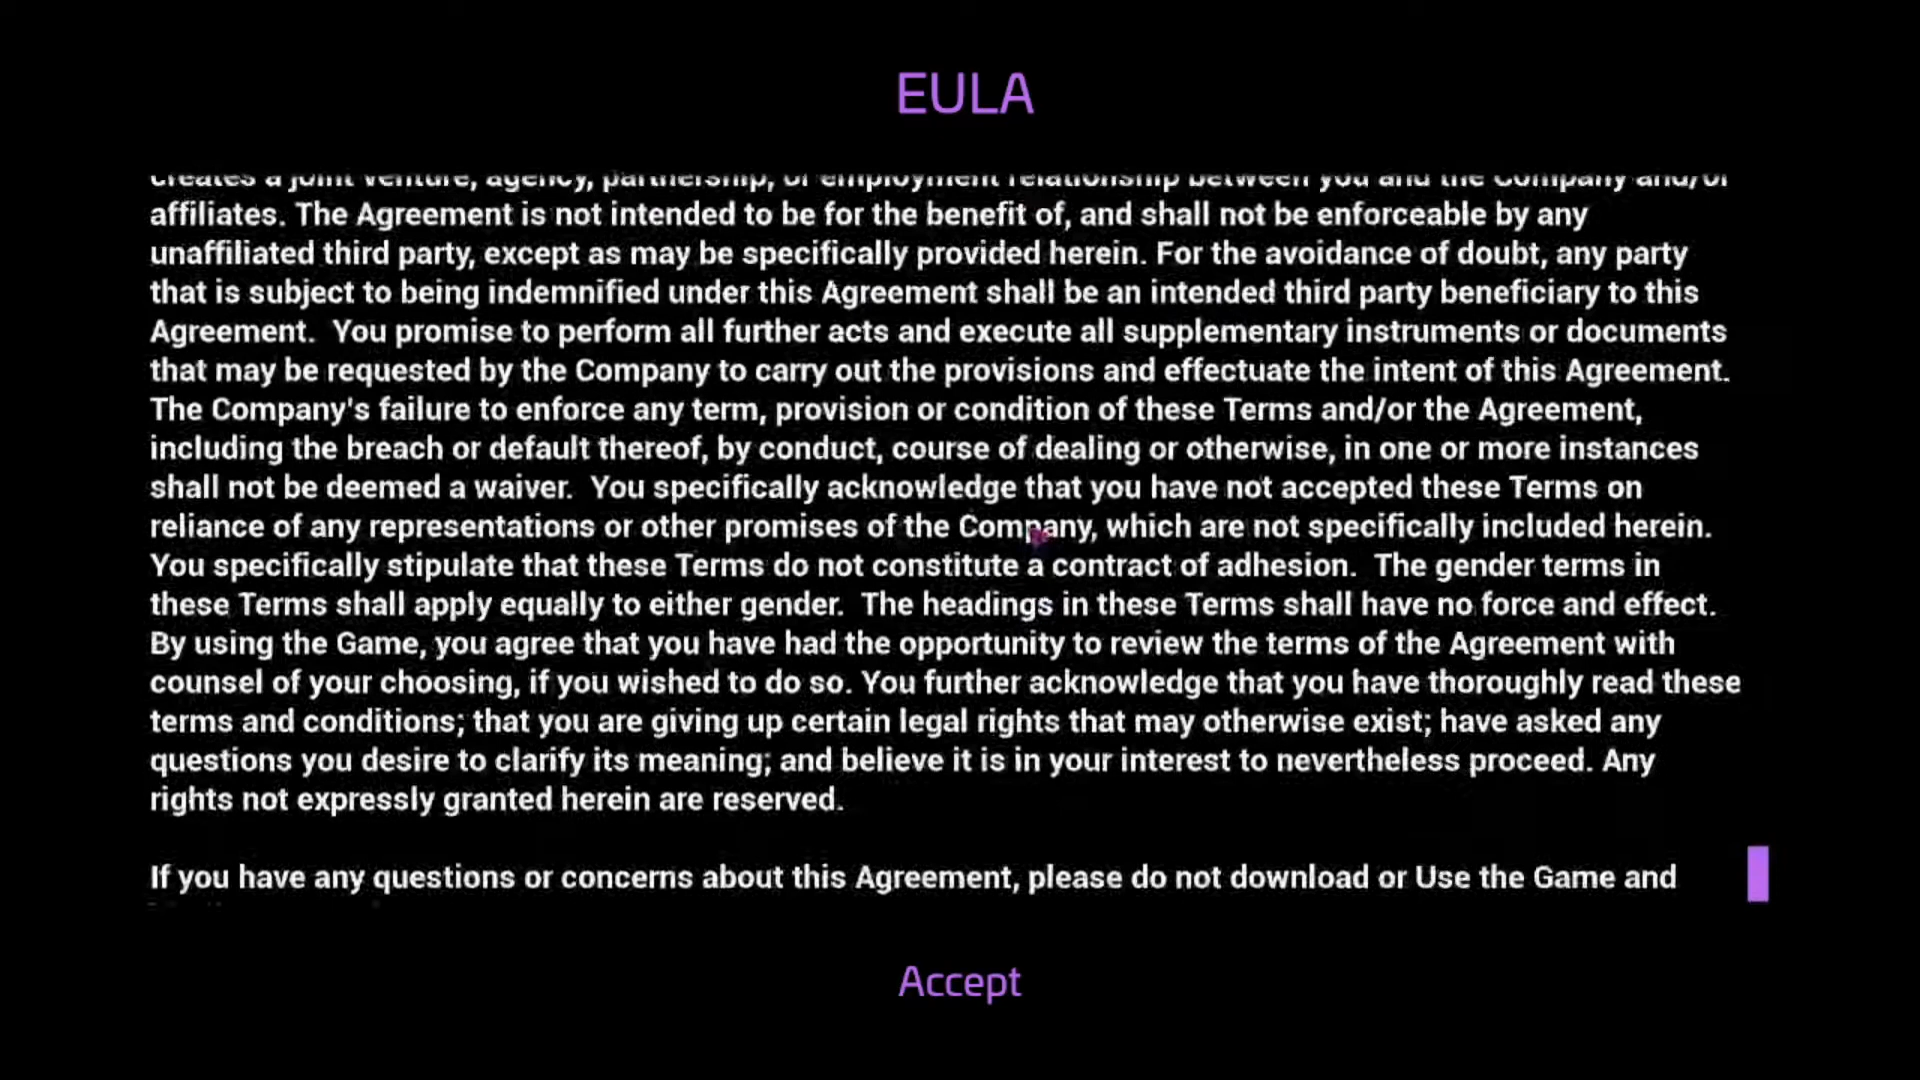 EULA
creates a joint venture, agency, partnership, or employment relationship between you and the Company and/or
affiliates. The Agreement is not intended to be for the benefit of, and shall not be enforceable by any
unaffiliated third party, except as may be specifically provided herein. For the avoidance of doubt, any party
that is subject to being indemnified under this Agreement shall be an intended third party beneficiary to this
Agreement.  You promise to perform all further acts and execute all supplementary instruments or documents
that may be requested by the Company to carry out the provisions and effectuate the intent of this Agreement.
The Company's failure to enforce any term, provision or condition of these Terms and/or the Agreement,
including the breach or default thereof, by conduct, course of dealing or otherwise, in one or more instances
shall not be deemed a waiver.  You specifically acknowledge that you have not accepted these Terms on
reliance of any representations or other promises of the Company, which are not specifically included herein.
You specifically stipulate that these Terms do not constitute a contract of adhesion.  The gender terms in
these Terms shall apply equally to either gender.  The headings in these Terms shall have no force and effect.
By using the Game, you agree that you have had the opportunity to review the terms of the Agreement with
counsel of your choosing, if you wished to do so. You further acknowledge that you have thoroughly read these
terms and conditions; that you are giving up certain legal rights that may otherwise exist; have asked any
questions you desire to clarify its meaning; and believe it is in your interest to nevertheless proceed. Any
rights not expressly granted herein are reserved.
If you have any questions or concerns about this Agreement, please do not download or Use the Game and
Accept